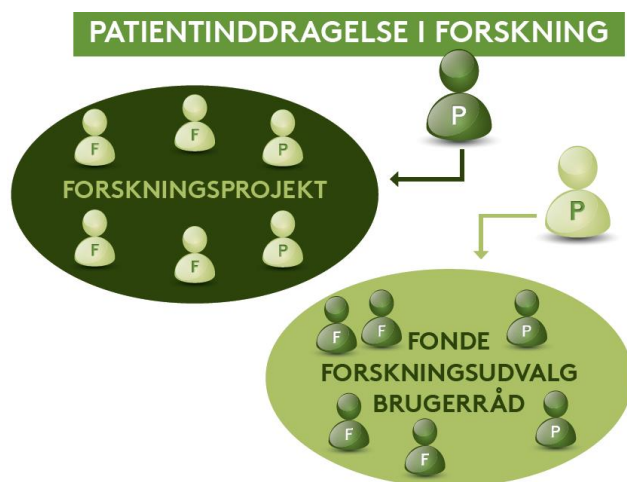 PATIENTINDDRAGELSE I FORSKNING
P
F
F
P
FORSKNINGSPROJEKT
F
F
P
P
F
F
P
FONDE
FORSKNINGSUDVALG
BRUGERRÅD
F
F
P